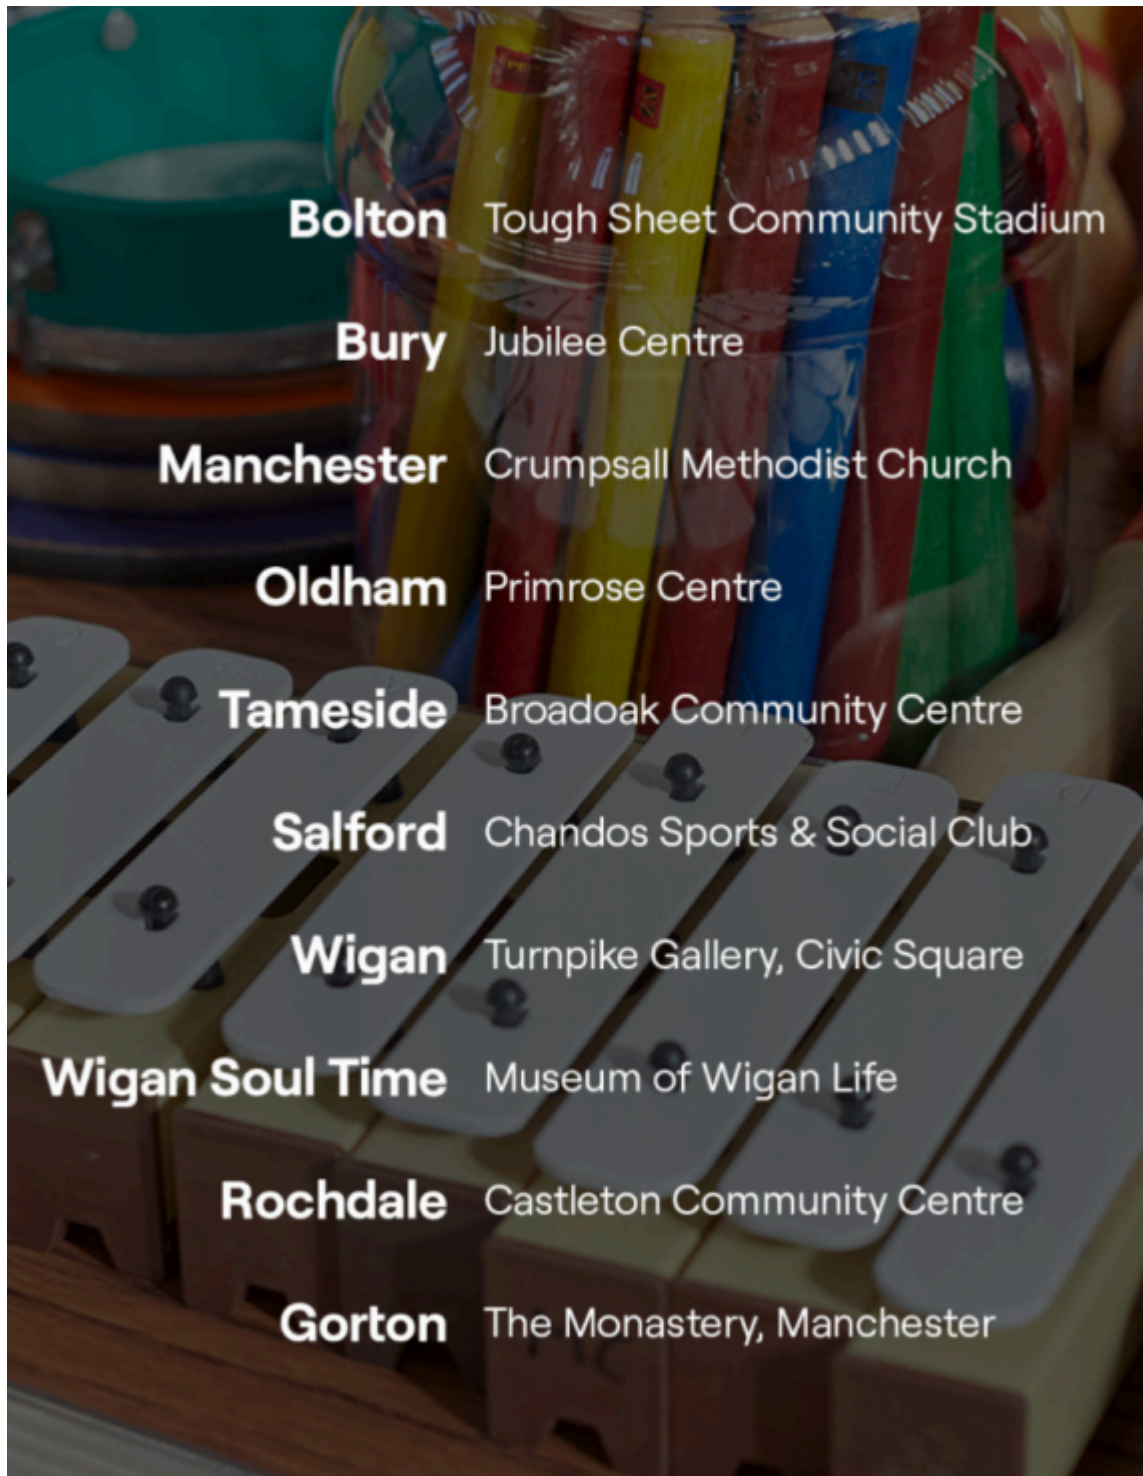 Bolton Tough Sheet Community Stadium
Bury Jubilee Centre
Manchester Crumpsall Methodist Church
Oldham Primrose Centre
Tameside Broadoak Community Centre
Salford Chandos Sports & Social Club
Wigan Turnpike Gallery, Civic Square
Wigan Soul Time Museum of Wigan Life
Rochdale Castleton Community Centre
Gorton The Monastery, Manchester